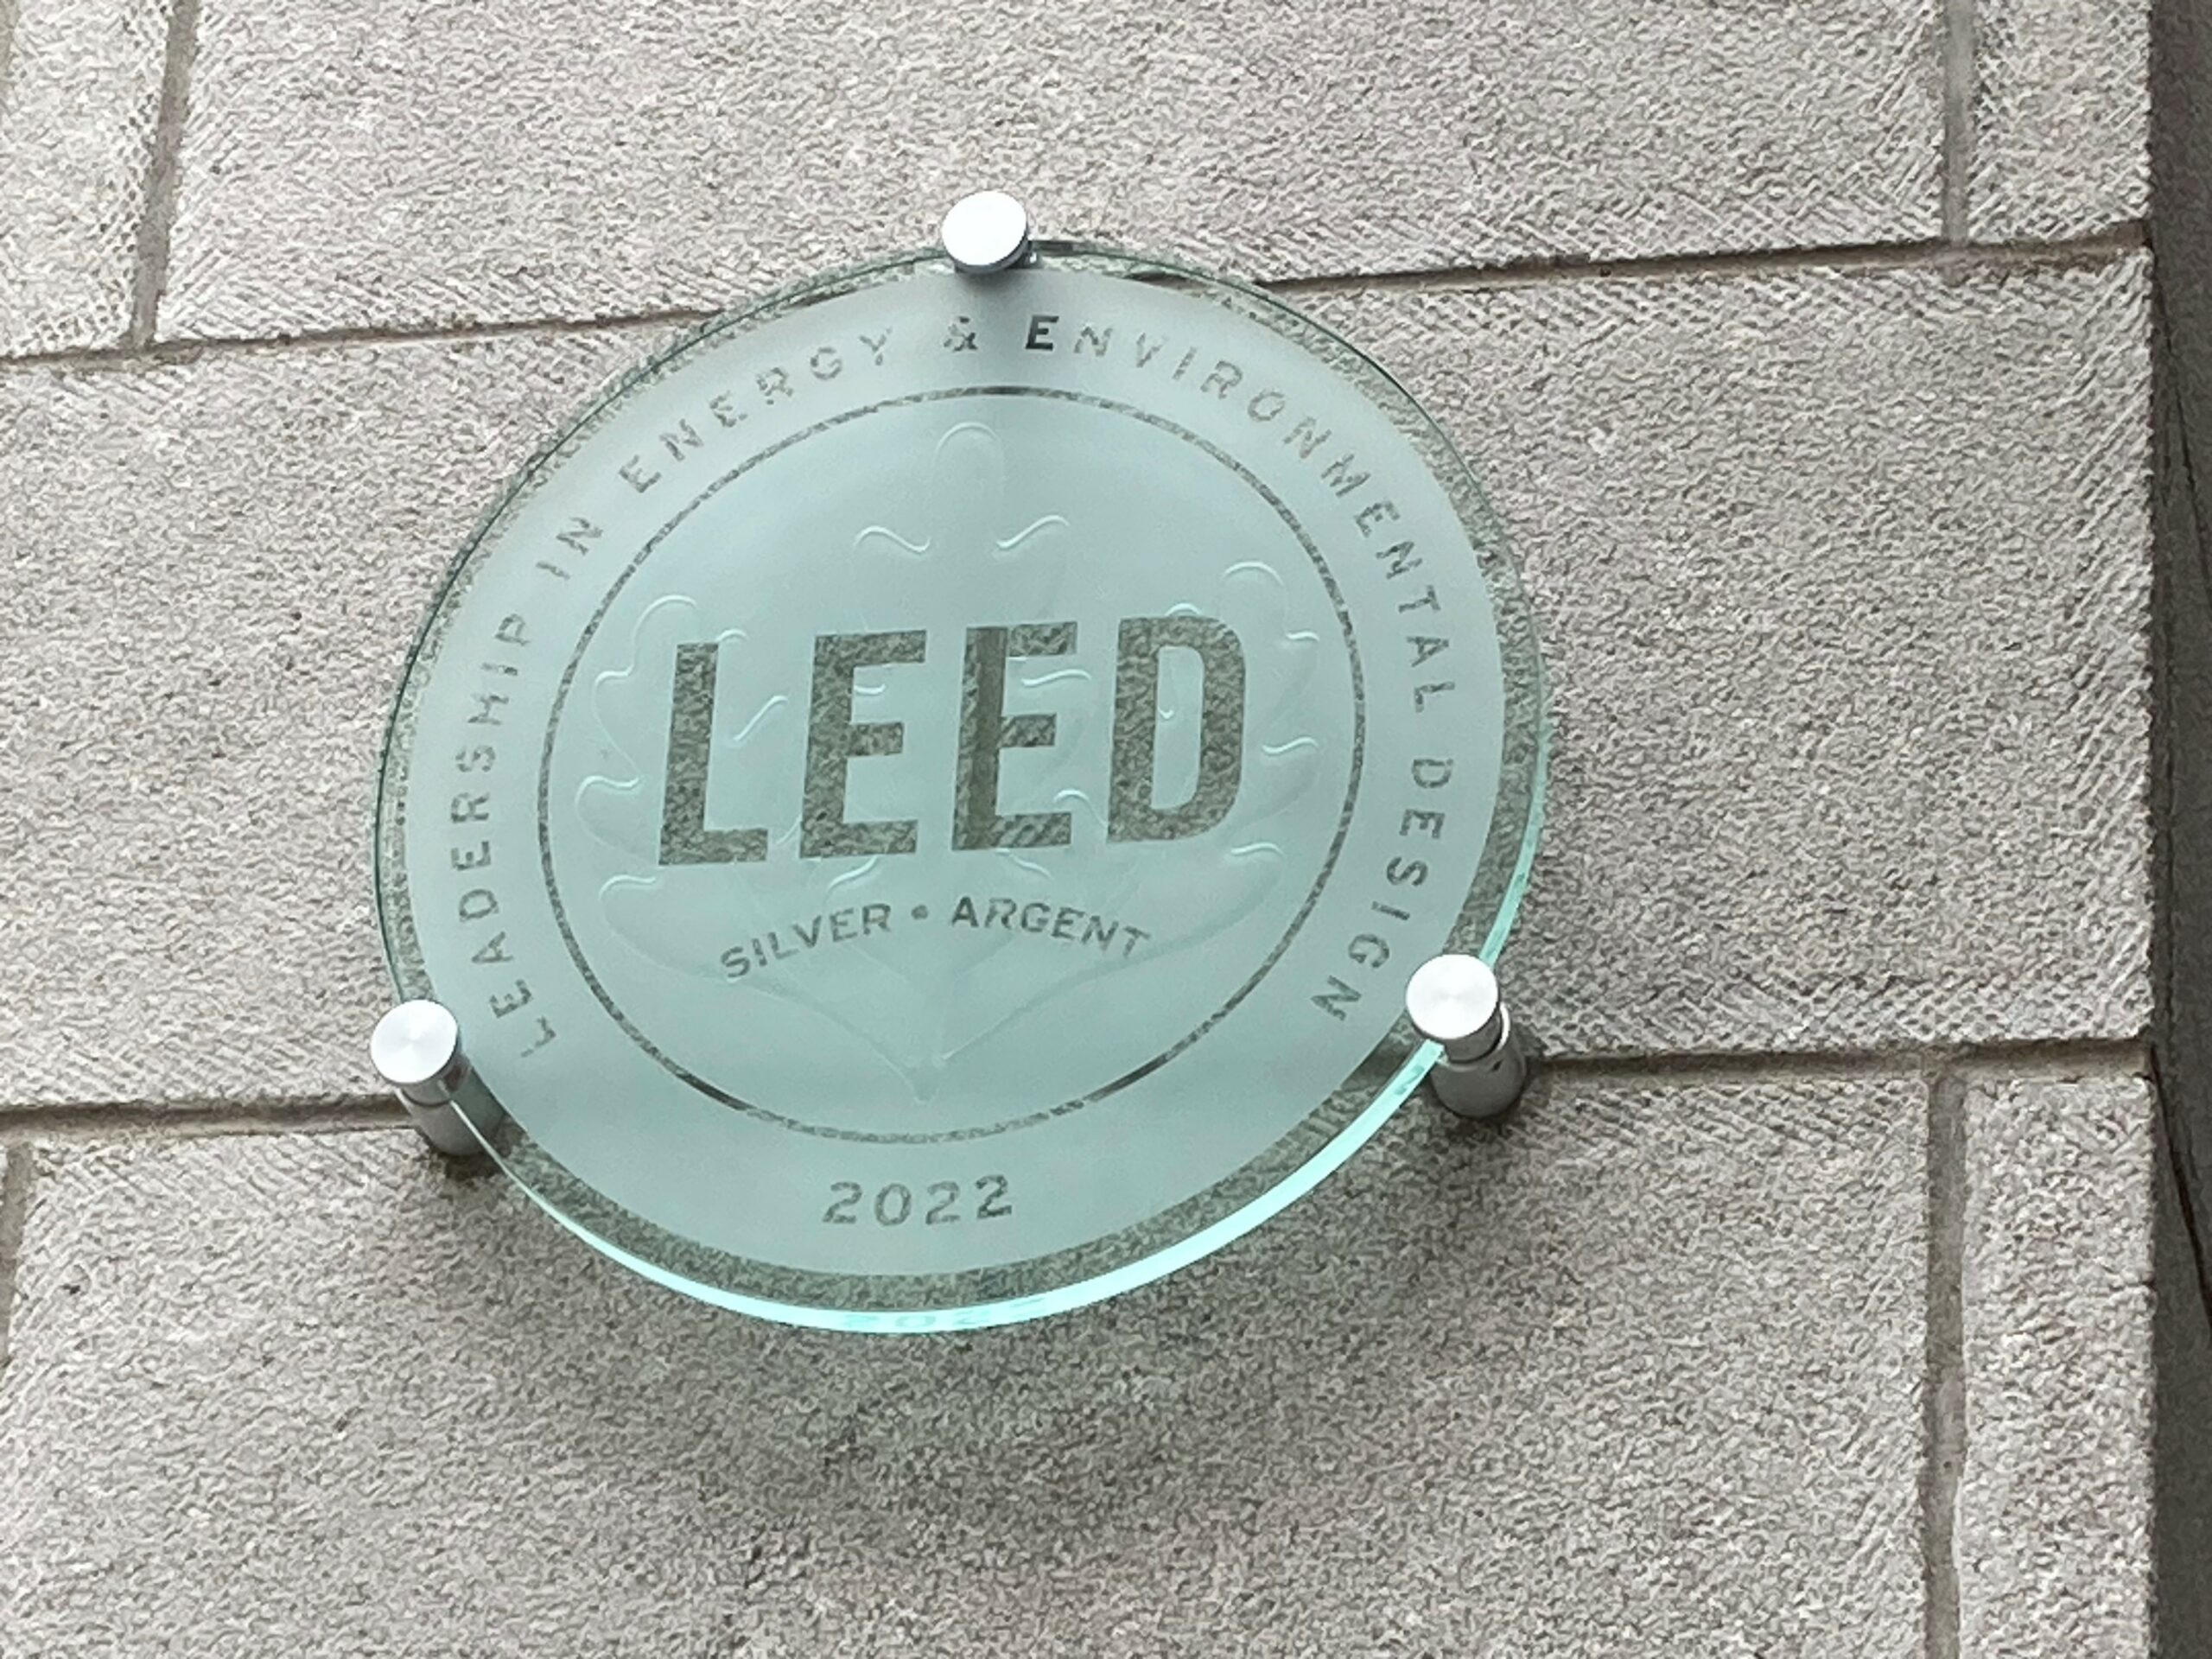 LEADERSHIP IN ENERGY & ENVIRONMENTAL DESIGN
LEED
SILVER • ARGENT
2022